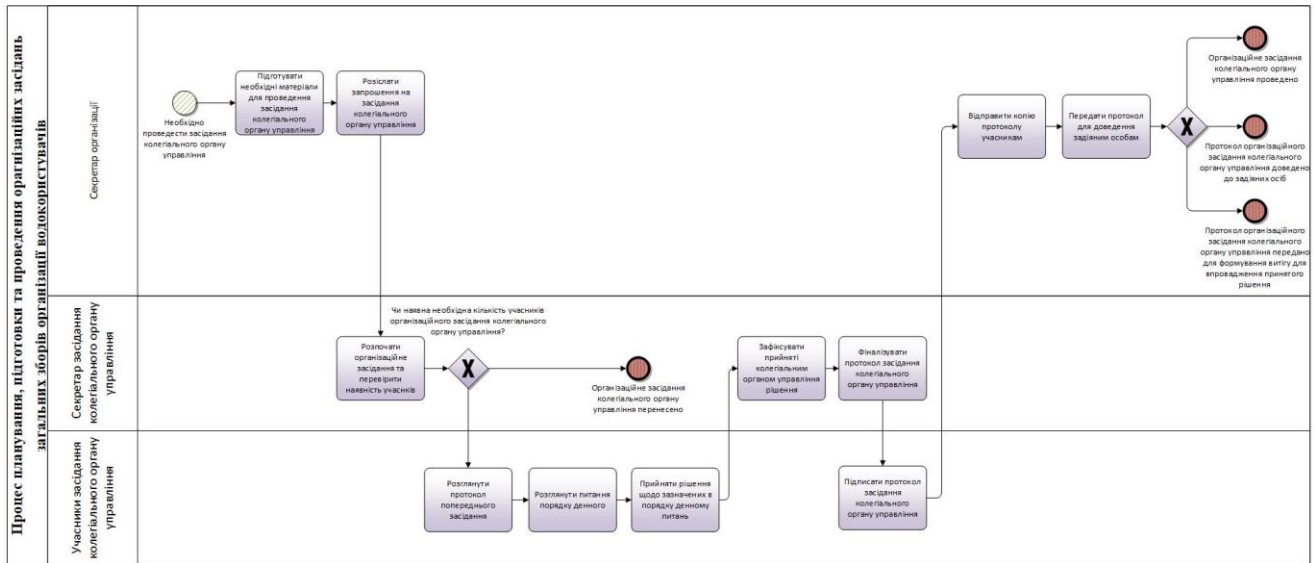 Процес планування, підготовки та проведення орагнізаційних засідань
загальних зборів організації водокористувачів
Секретар організації
Необхідно
проведести засідання
колегіального органу
управління
Підготувати
необхідні матеріали
для проведення
засідання
колегіального
органу управління
Розіслати
запрошення на
засідання
колегіального
органу управління
Відправити копію
протоколу
учасникам
Передати протокол
для доведення
задіяним особам
Організаційне засідання
колегіального органу
управління проведено
Протокол організаційного
засідання колегіального
органу управління доведено
до задіяних осіб
Протокол організаційного
засідання колегіального
органу управління передано
для формування витігу для
впровадження принятого
рішення
Секретар засідання
колегіального органу
управління
Розпочати
організаційне
засідання та
перевірити
наявність учасників
Чи наявна необхідна кількість учасників
організаційного засідання колегіального
органу управління?
Організаційне засідання
колегіального органу
управління перенесено
Зафіксувати
прийняті
колегіальним
органом управління
рішення
Фіналізувати
протокол засідання
колегіального
органу управління
Учасники засідання
колегіального органу
управління
Розглянути
протокол
попереднього
засідання
Розглянути питання
порядку денного
Прийняти рішення
щодо зазначених в
порядку денному
питань
Підписати протокол
засідання
колегіального
органу управління